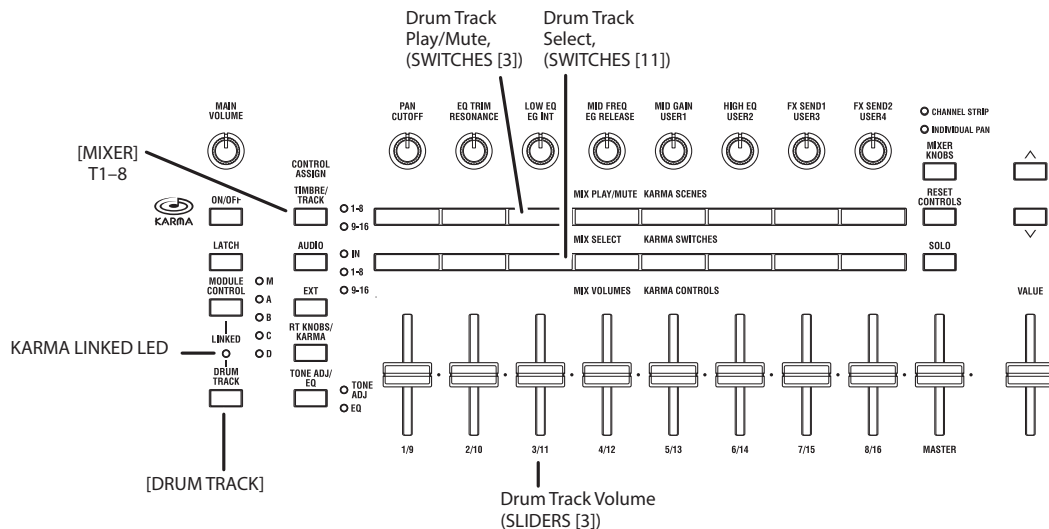 Drum Track
Play/Mute,
(SWITCHES [3])
Drum Track
Select,
(SWITCHES [11])
MAIN
VOLUME
PAN
CUTOFF
EQ TRIM
RESONANCE
LOW EQ
EG INT
MID FREQ
EG RELEASE
MID GAIN
USER1
HIGH EQ
USER2
FX SEND1
USER3
FX SEND2
USER4
CHANNEL STRIP
INDIVIDUAL PAN
MIXER
KNOBS
[MIXER]
T1–8
CONTROL
ASSIGN
TIMBRE/
TRACK
1-8
9-16
MIX PLAY/MUTE KARMA SCENES
RESET
CONTROLS
KARMA
ON/OFF
LATCH
AUDIO
IN
1-8
9-16
MIX SELECT KARMA SWITCHES
SOLO
MODULE
CONTROL
M
A
B
C
D
EXT
MIX VOLUMES KARMA CONTROLS
VALUE
KARMA LINKED LED
LINKED
RT KNOBS/
KARMA
DRUM
TRACK
TONE ADJ/
EQ
TONE
ADJ
EQ
1/9
2/10
3/11
4/12
5/13
6/14
7/15
8/16
MASTER
[DRUM TRACK]
Drum Track Volume
(SLIDERS [3])